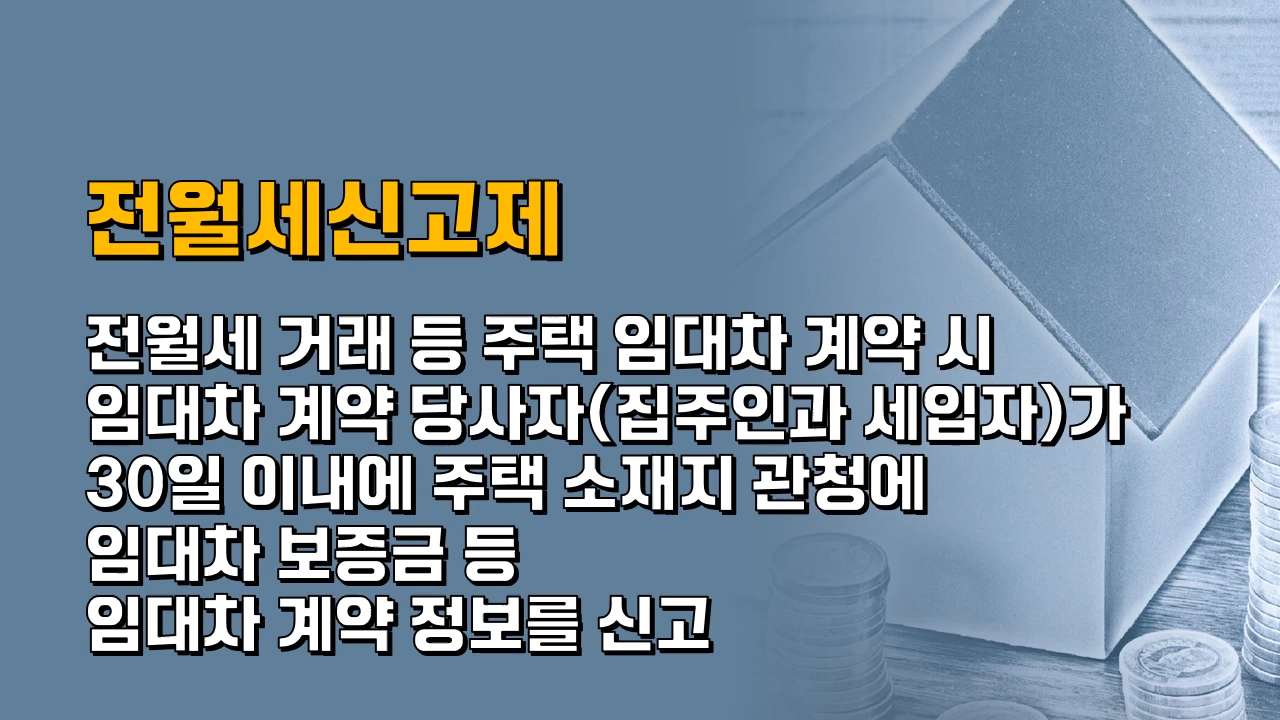 전월세신고제
전월세 거래 등 주택 임대차 계약 시
임대차 계약 당사자(집주인과 세입자)가
30일 이내에 주택 소재지 관청에
임대차 보증금 등
임대차 계약 정보를 신고